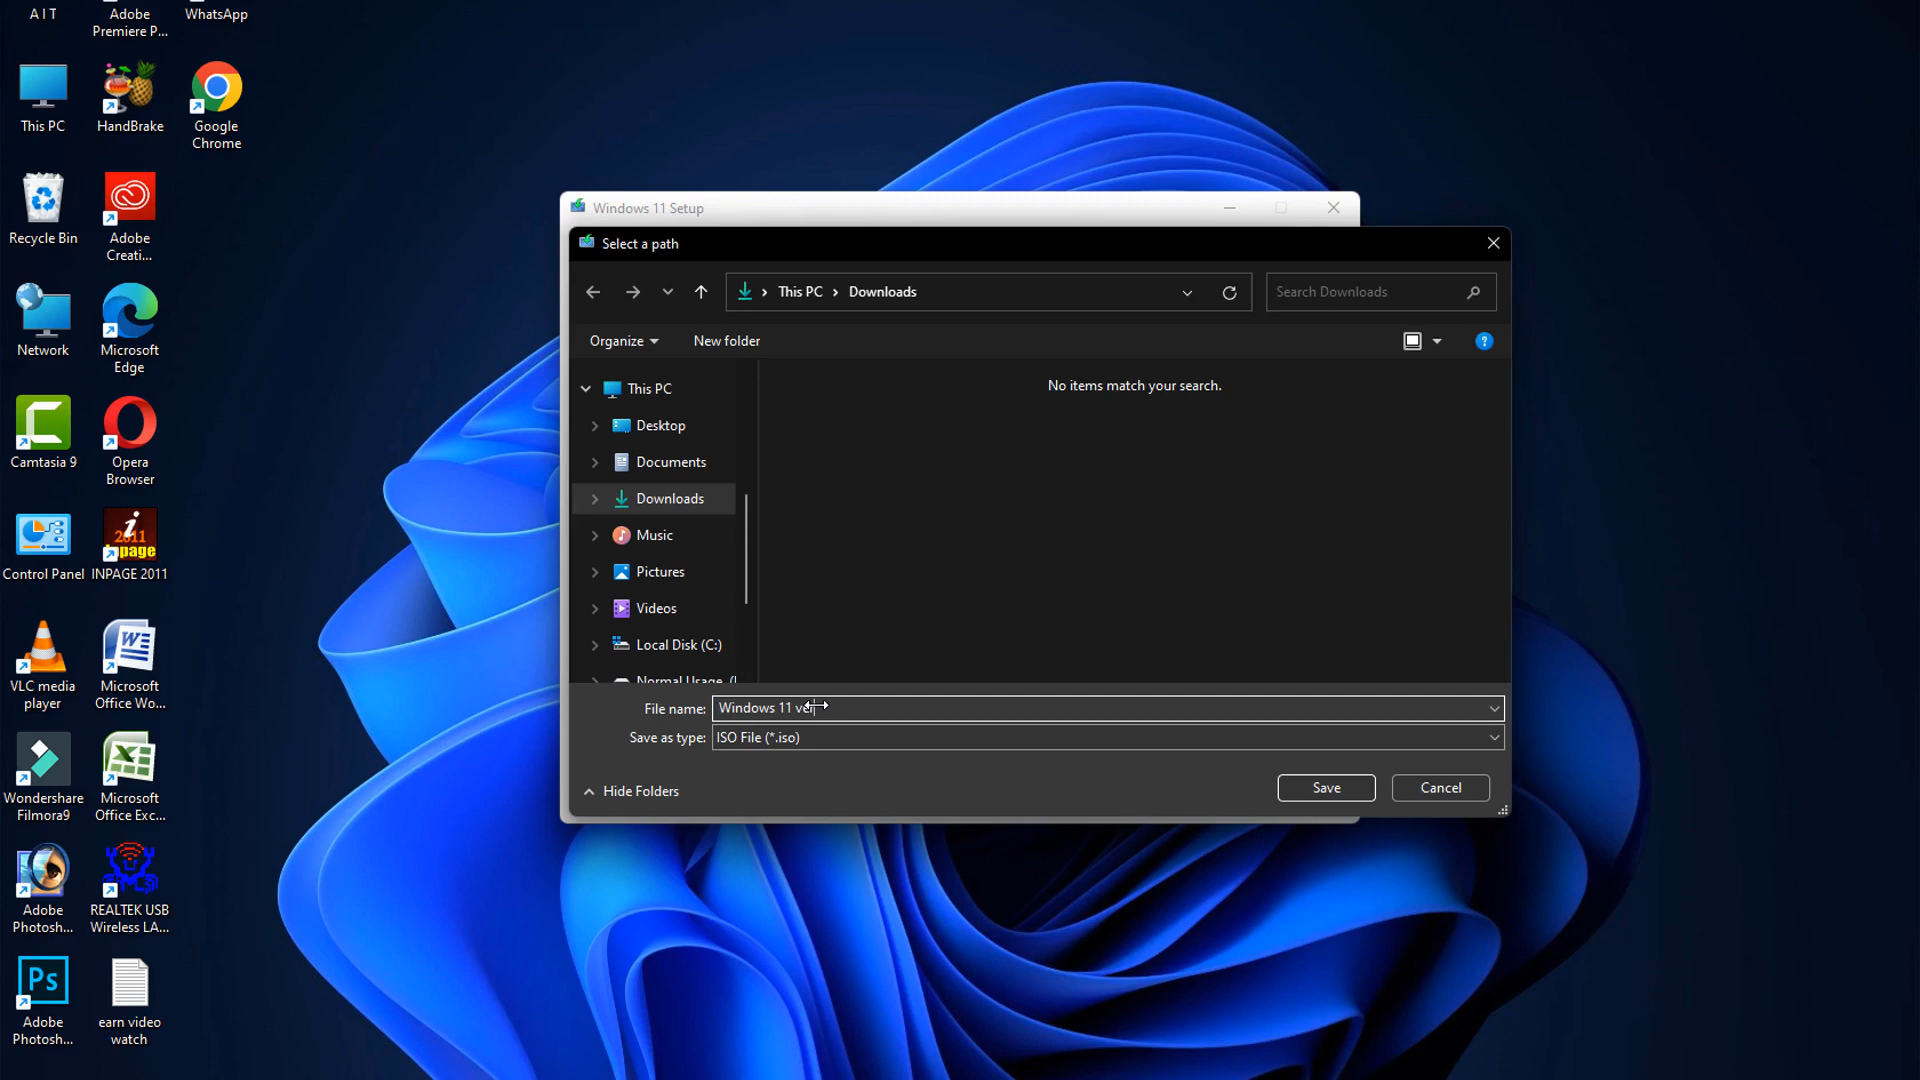 A I T
Adobe
Premiere P...
WhatsApp
This PC
HandBrake
Google
Chrome
Recycle Bin
Adobe
Creati...
Network
Microsoft
Edge
Camtasia 9
Opera
Browser
Control Panel
2011
inpage
INPAGE 2011
VLC media
player
Microsoft
Office Wo...
Wondershare
Filmora9
Microsoft
Office Exc...
Adobe
Photosh...
REALTEK USB
Wireless LA...
Ps
Adobe
Photosh...
earn video
watch
Windows 11 Setup
Select a path
This PC > Downloads
Search Downloads
Organize
New folder
No items match your search.
This PC
Desktop
Documents
Downloads
Music
Pictures
Videos
Local Disk (C:)
Normal Usage (
File name: Windows 11 ver
Save as type: ISO File (*.iso)
Hide Folders
Save
Cancel